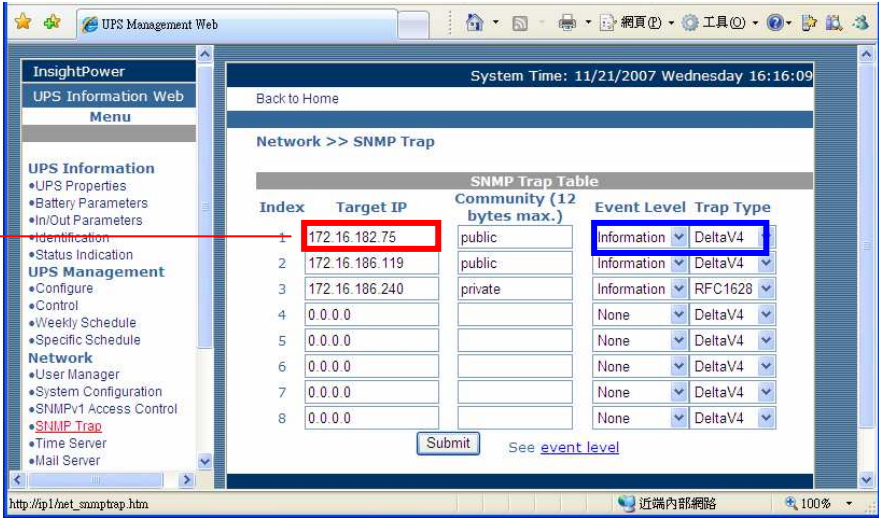 UPS Management Web
網頁(P)
工具(O)
InsightPower
UPS Information Web
Menu
UPS Information
•UPS Properties
•Battery Parameters
•In/Out Parameters
•Identification
•Status Indication
UPS Management
•Configure
•Control
•Weekly Schedule
•Specific Schedule
Network
•User Manager
•System Configuration
•SNMPv1 Access Control
•SNMP Trap
•Time Server
•Mail Server
System Time: 11/21/2007 Wednesday 16:16:09
Back to Home
Network >> SNMP Trap
SNMP Trap Table
Index Target IP Community (12 bytes max.) Event Level Trap Type
1 172.16.182.75 public Information DeltaV4
2 172.16.186.119 public Information DeltaV4
3 172.16.186.240 private Information RFC1628
4 0.0.0.0 None DeltaV4
5 0.0.0.0 None DeltaV4
6 0.0.0.0 None DeltaV4
7 0.0.0.0 None DeltaV4
8 0.0.0.0 None DeltaV4
Submit See event level
http://ip1/net_snmptrap.htm 近端內部網路 100%